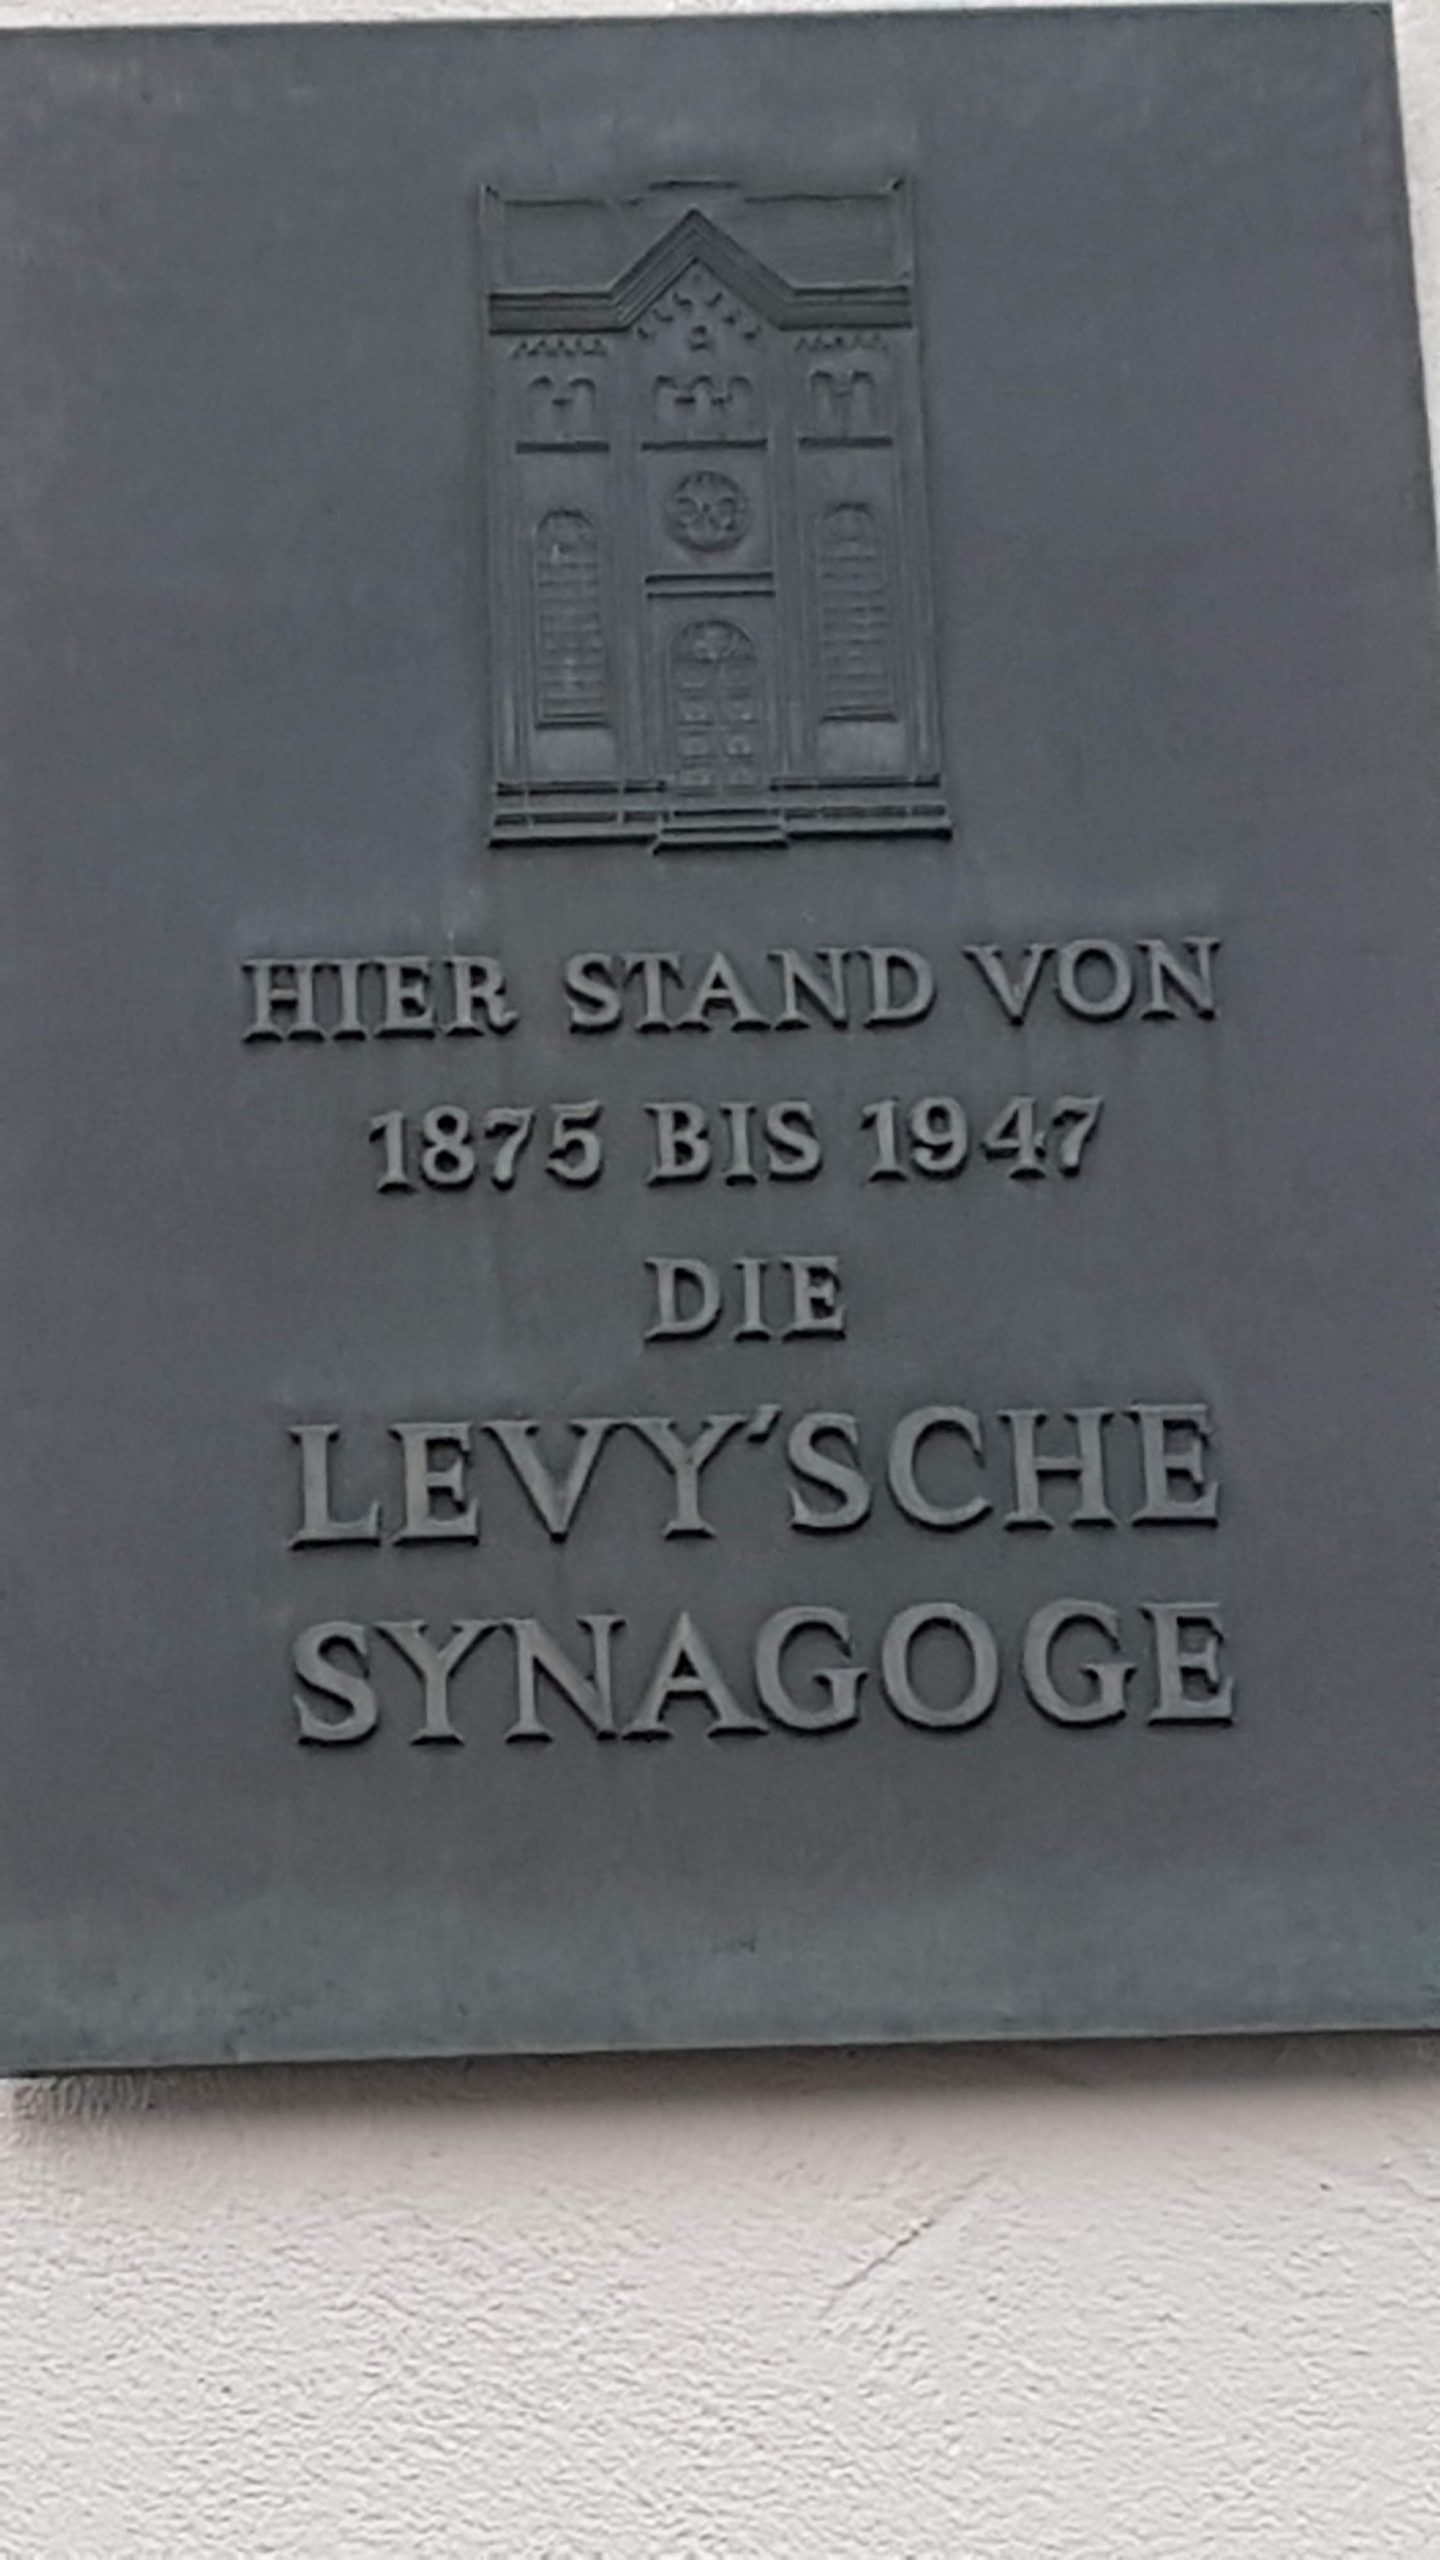 HIER STAND VON
1875 BIS 1947
DIE
LEVY'SCHE
SYNAGOGE